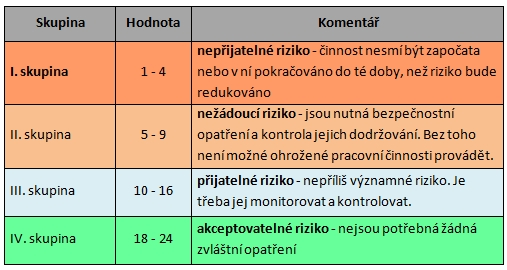 Skupina Hodnota Komentář
I. skupina 1 - 4 nepřijatelné riziko - činnost nesmí být započata
nebo v ní pokračováno do té doby, než riziko bude
redukováno
II. skupina 5 - 9 nežádoucí riziko - jsou nutná bezpečnostní
opatření a kontrola jejich dodržování. Bez toho
není možné ohrožené pracovní činnosti provádět.
III. skupina 10 - 16 přijatelné riziko - nepříliš významné riziko. Je
třeba jej monitorovat a kontrolovat.
IV. skupina 18 - 24 akceptovatelné riziko - nejsou potřebná žádná
zvláštní opatření